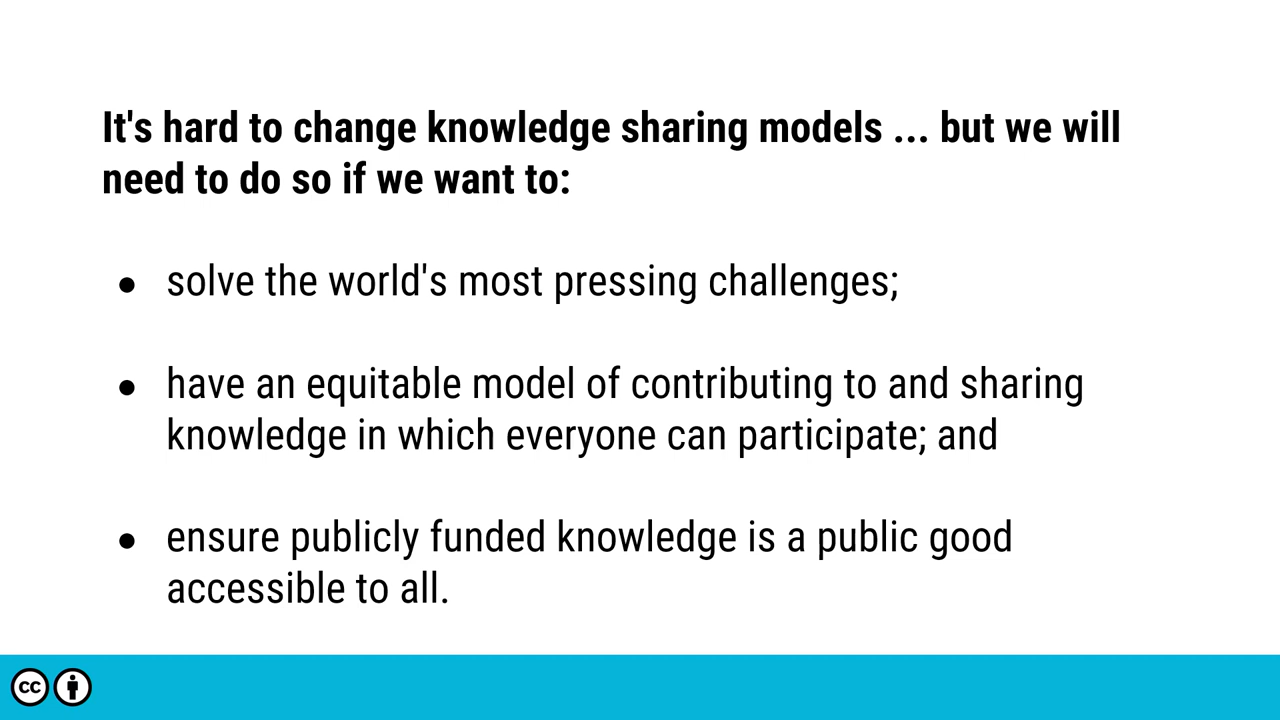 It's hard to change knowledge sharing models ... but we will
need to do so if we want to:
● solve the world's most pressing challenges;
● have an equitable model of contributing to and sharing
knowledge in which everyone can participate; and
● ensure publicly funded knowledge is a public good
accessible to all.
cc